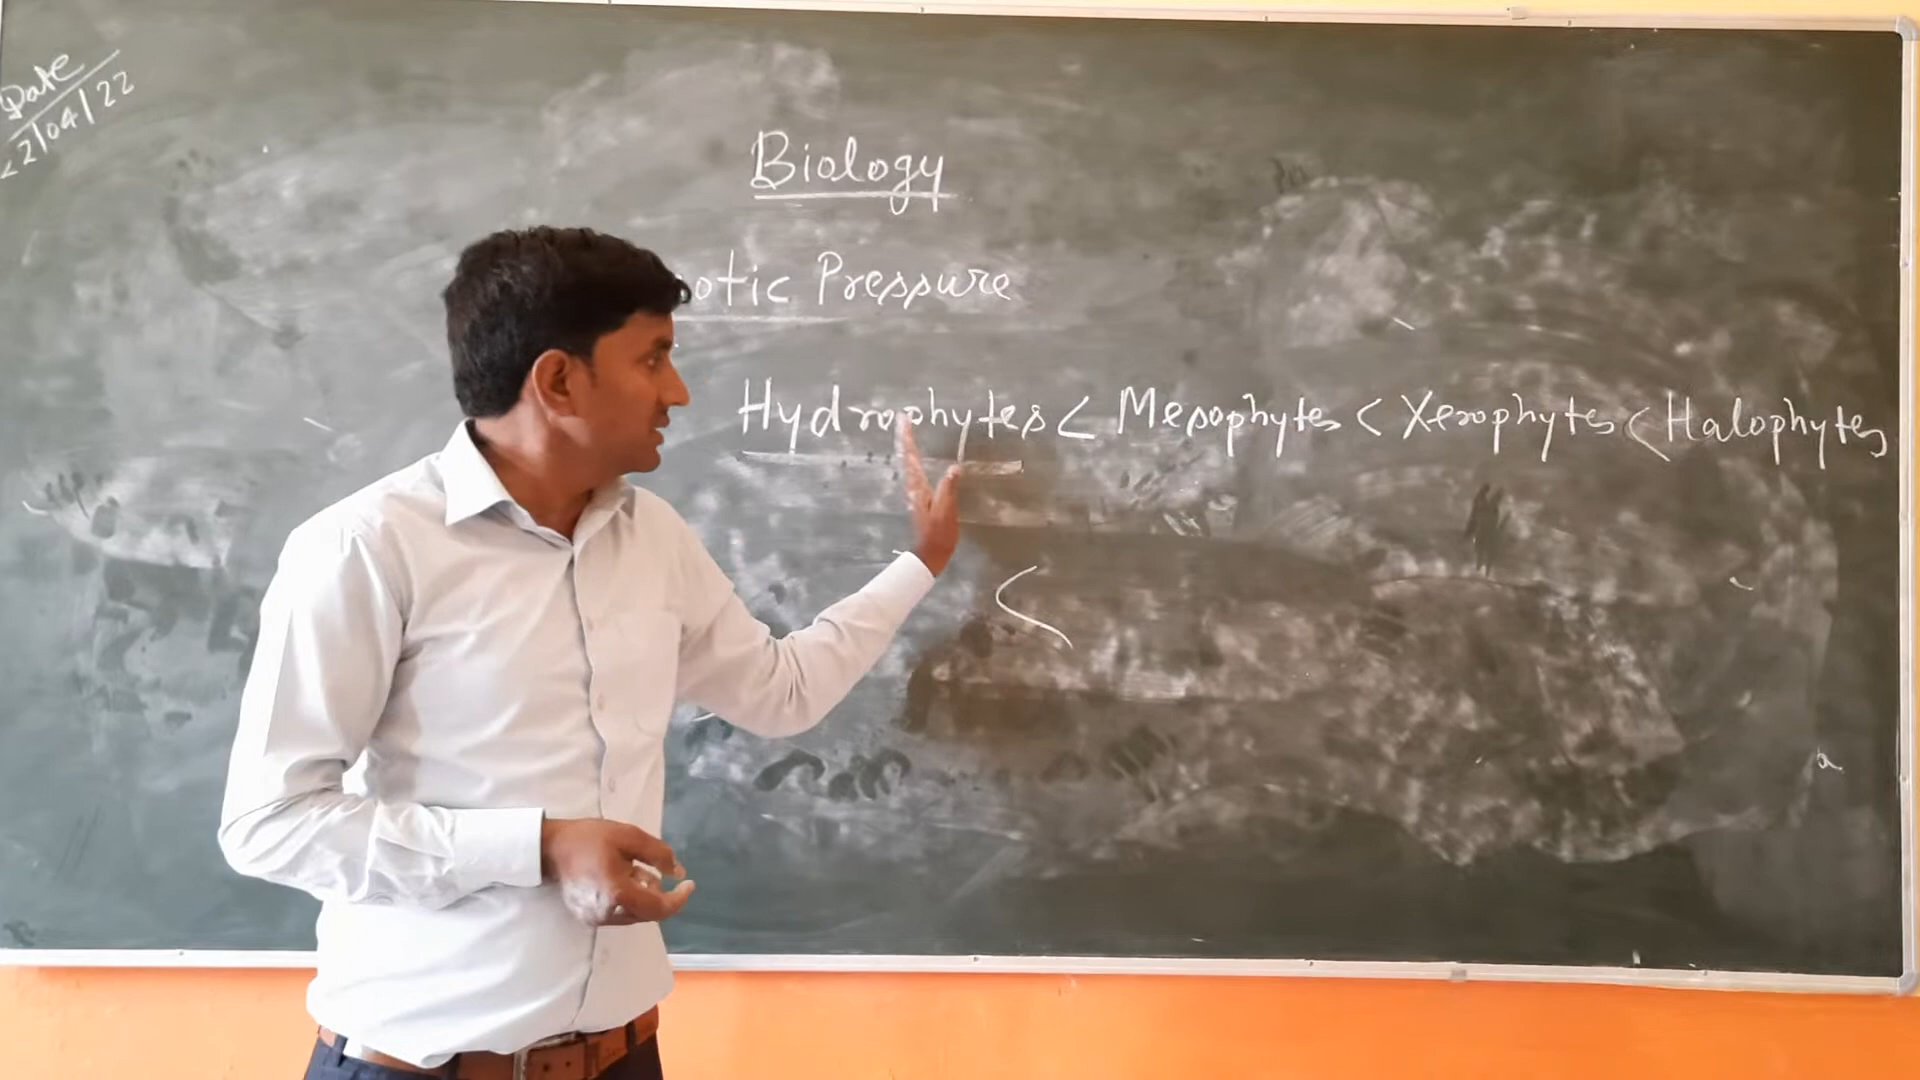 Date
22/04/22
Biology
otic Pressure
Hydrophytes < Mesophytes < Xerophytes < Halophytes
<
a